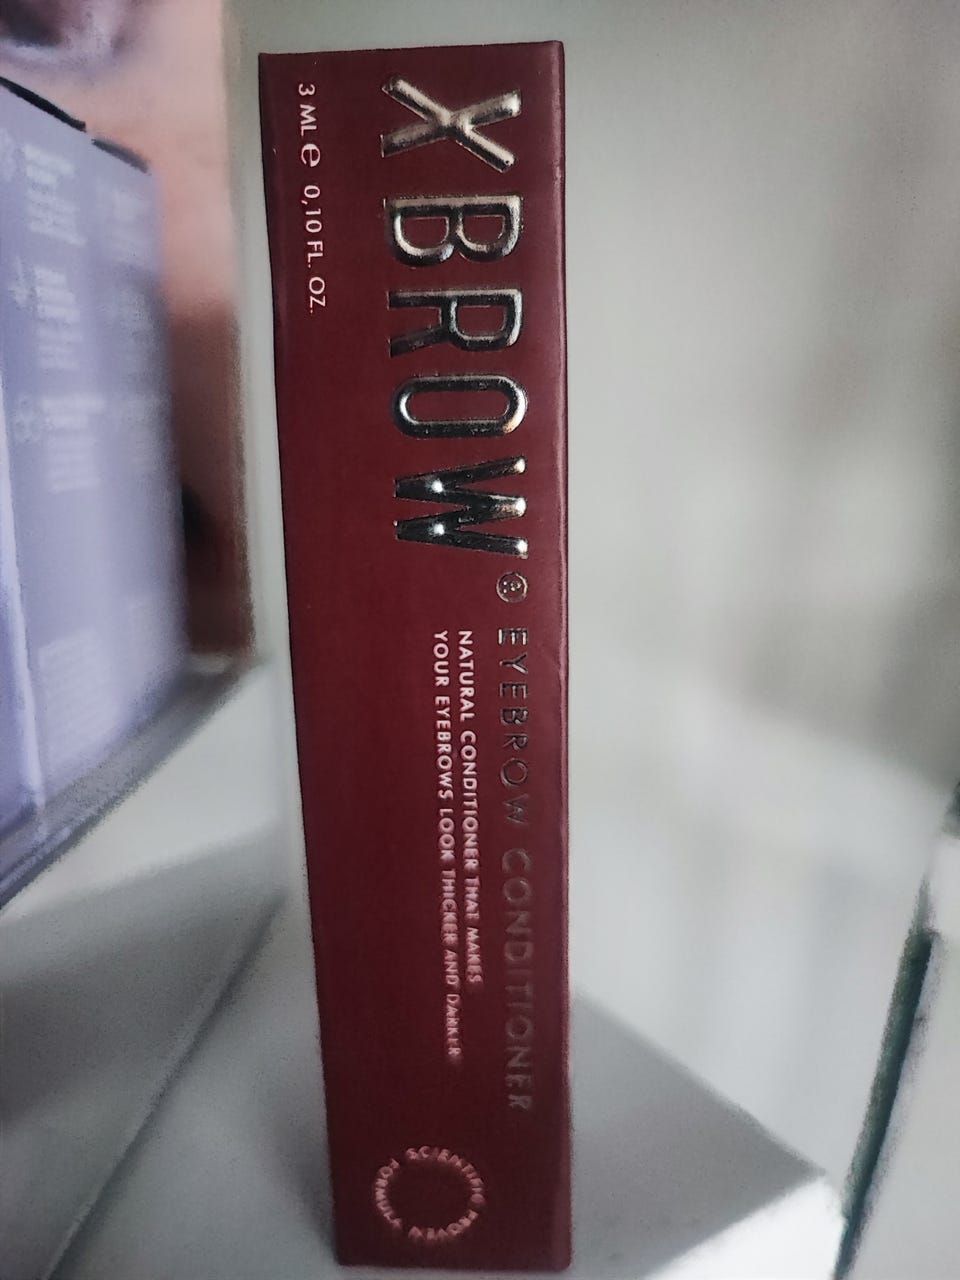 XBROW®
EYEBROW CONDITIONER
NATURAL CONDITIONER THAT MAKES
YOUR EYEBROWS LOOK THICKER AND DARKER
3 ML e 0,10 FL. OZ.
SCIENTIFIC PROVEN FORMULA